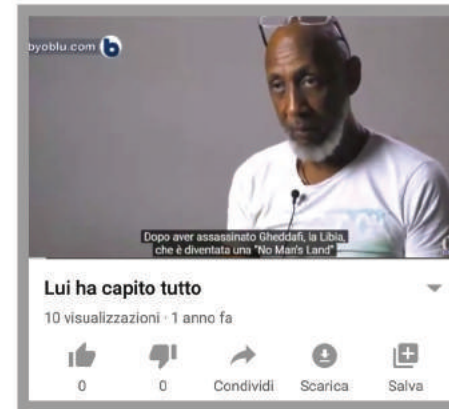 byoblu.com b
Dopo aver assassinato Gheddafi, la Libia,
che è diventata una "No Man's Land"
Lui ha capito tutto
10 visualizzazioni · 1 anno fa
0 0 Condividi Scarica Salva